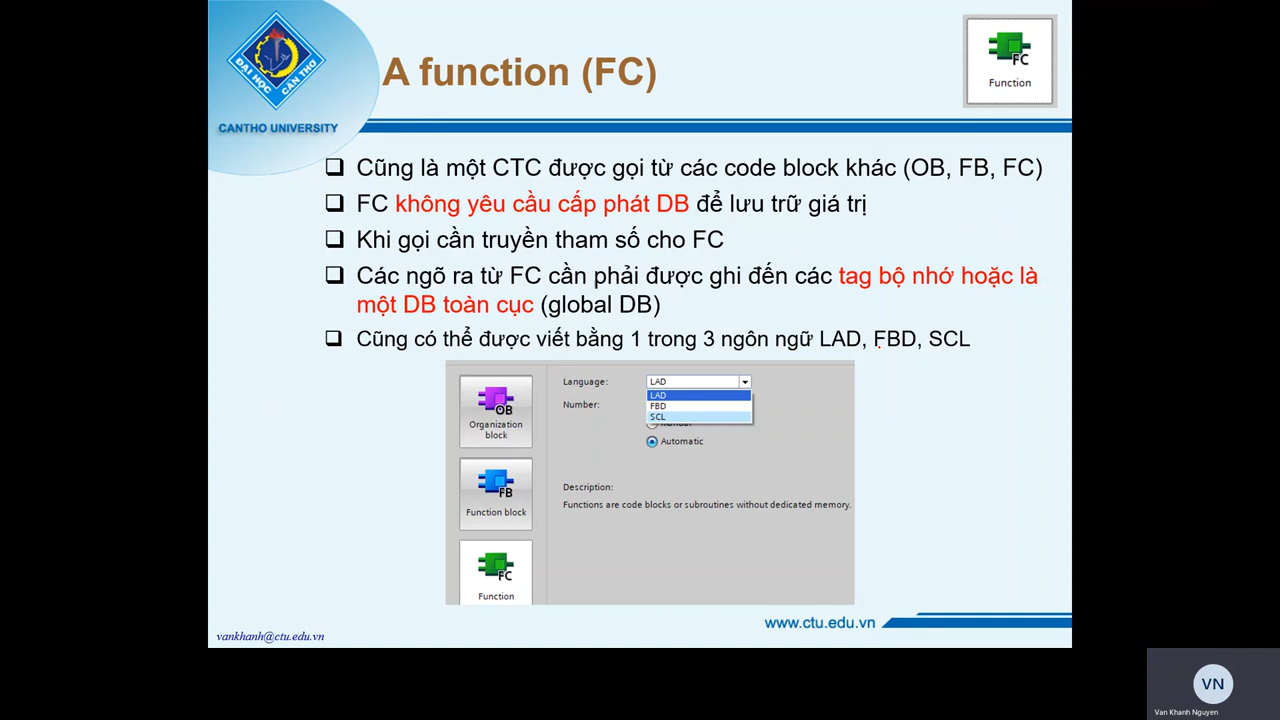 ĐẠI HỌC CẦN THƠ
CANTHO UNIVERSITY
A function (FC)
FC
Function
Cũng là một CTC được gọi từ các code block khác (OB, FB, FC)
FC không yêu cầu cấp phát DB để lưu trữ giá trị
Khi gọi cần truyền tham số cho FC
Các ngõ ra từ FC cần phải được ghi đến các tag bộ nhớ hoặc là
một DB toàn cục (global DB)
Cũng có thể được viết bằng 1 trong 3 ngôn ngữ LAD, FBD, SCL
OB
Organization
block
FB
Function block
FC
Function
Language:
LAD
LAD
FBD
SCL
Number:
Automatic
Description:
Functions are code blocks or subroutines without dedicated memory.
www.ctu.edu.vn
vankhanh@ctu.edu.vn
VN
Van Khanh Nguyen